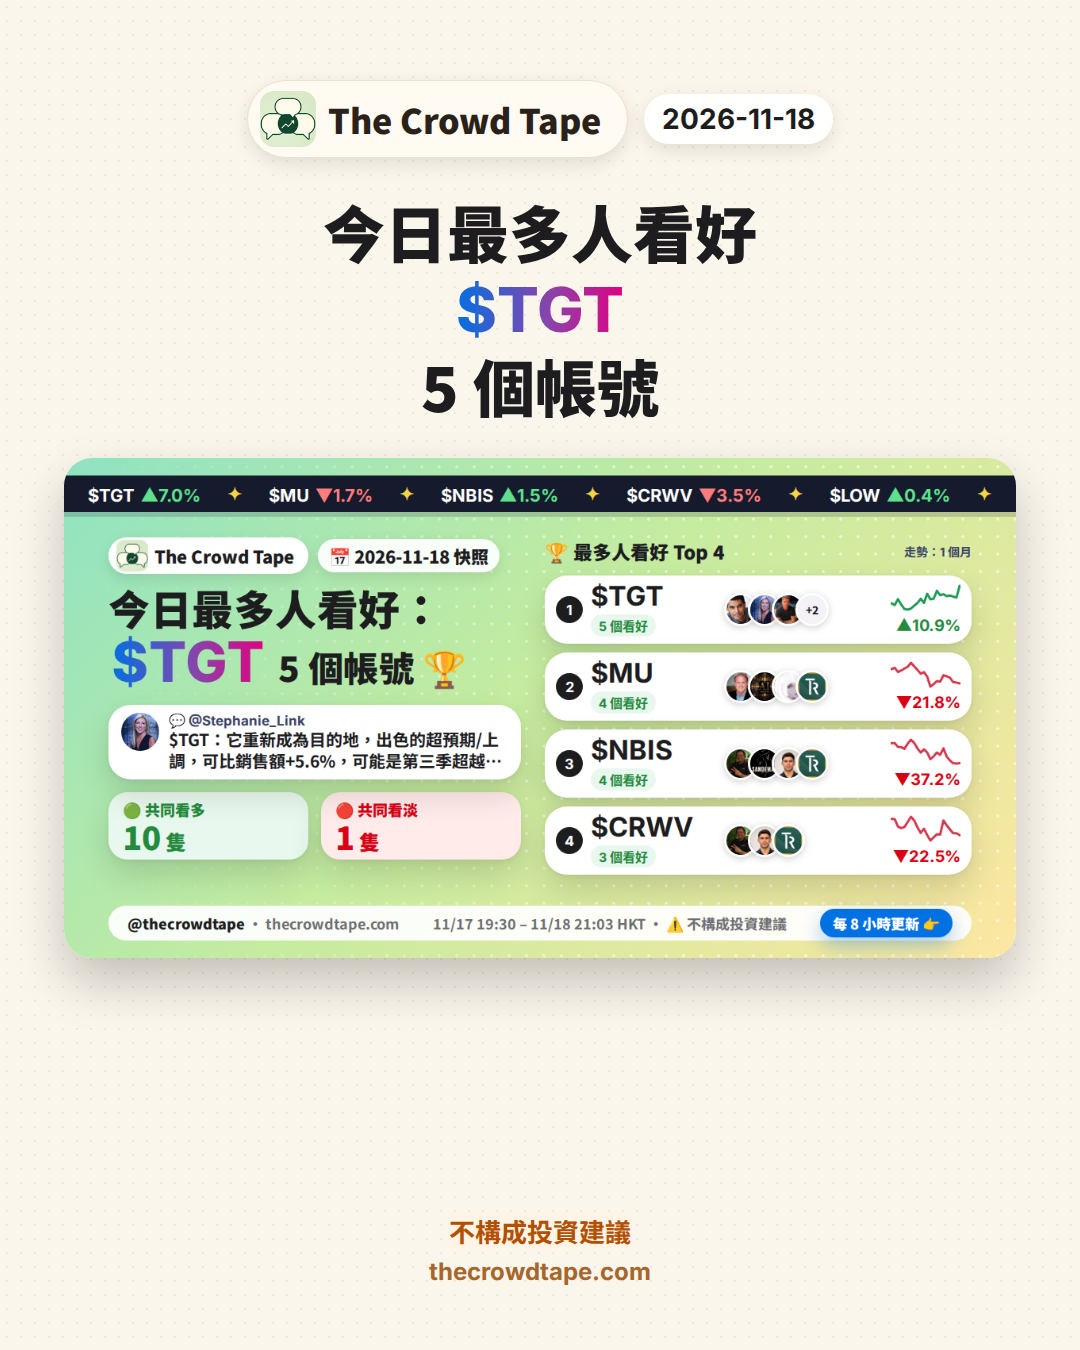 The Crowd Tape
2026-11-18
今日最多人看好
$TGT
5 個帳號
$TGT ▲7.0% ✦ $MU ▼1.7% ✦ $NBIS ▲1.5% ✦ $CRWV ▼3.5% ✦ $LOW ▲0.4% ✦
The Crowd Tape
📅 2026-11-18 快照
今日最多人看好：
$TGT 5 個帳號 🏆
💬 @Stephanie_Link
$TGT：它重新成為目的地，出色的超預期/上
調，可比銷售額+5.6%，可能是第三季超越…
🟢 共同看多
10 隻
🔴 共同看淡
1 隻
🏆 最多人看好 Top 4
走勢：1個月
1 $TGT
5 個看好
+2
▲10.9%
2 $MU
4 個看好
TR
▼21.8%
3 $NBIS
4 個看好
TR
▼37.2%
4 $CRWV
3 個看好
TR
▼22.5%
@thecrowdtape • thecrowdtape.com
11/17 19:30 – 11/18 21:03 HKT • ⚠️ 不構成投資建議
每 8 小時更新 👉
不構成投資建議
thecrowdtape.com